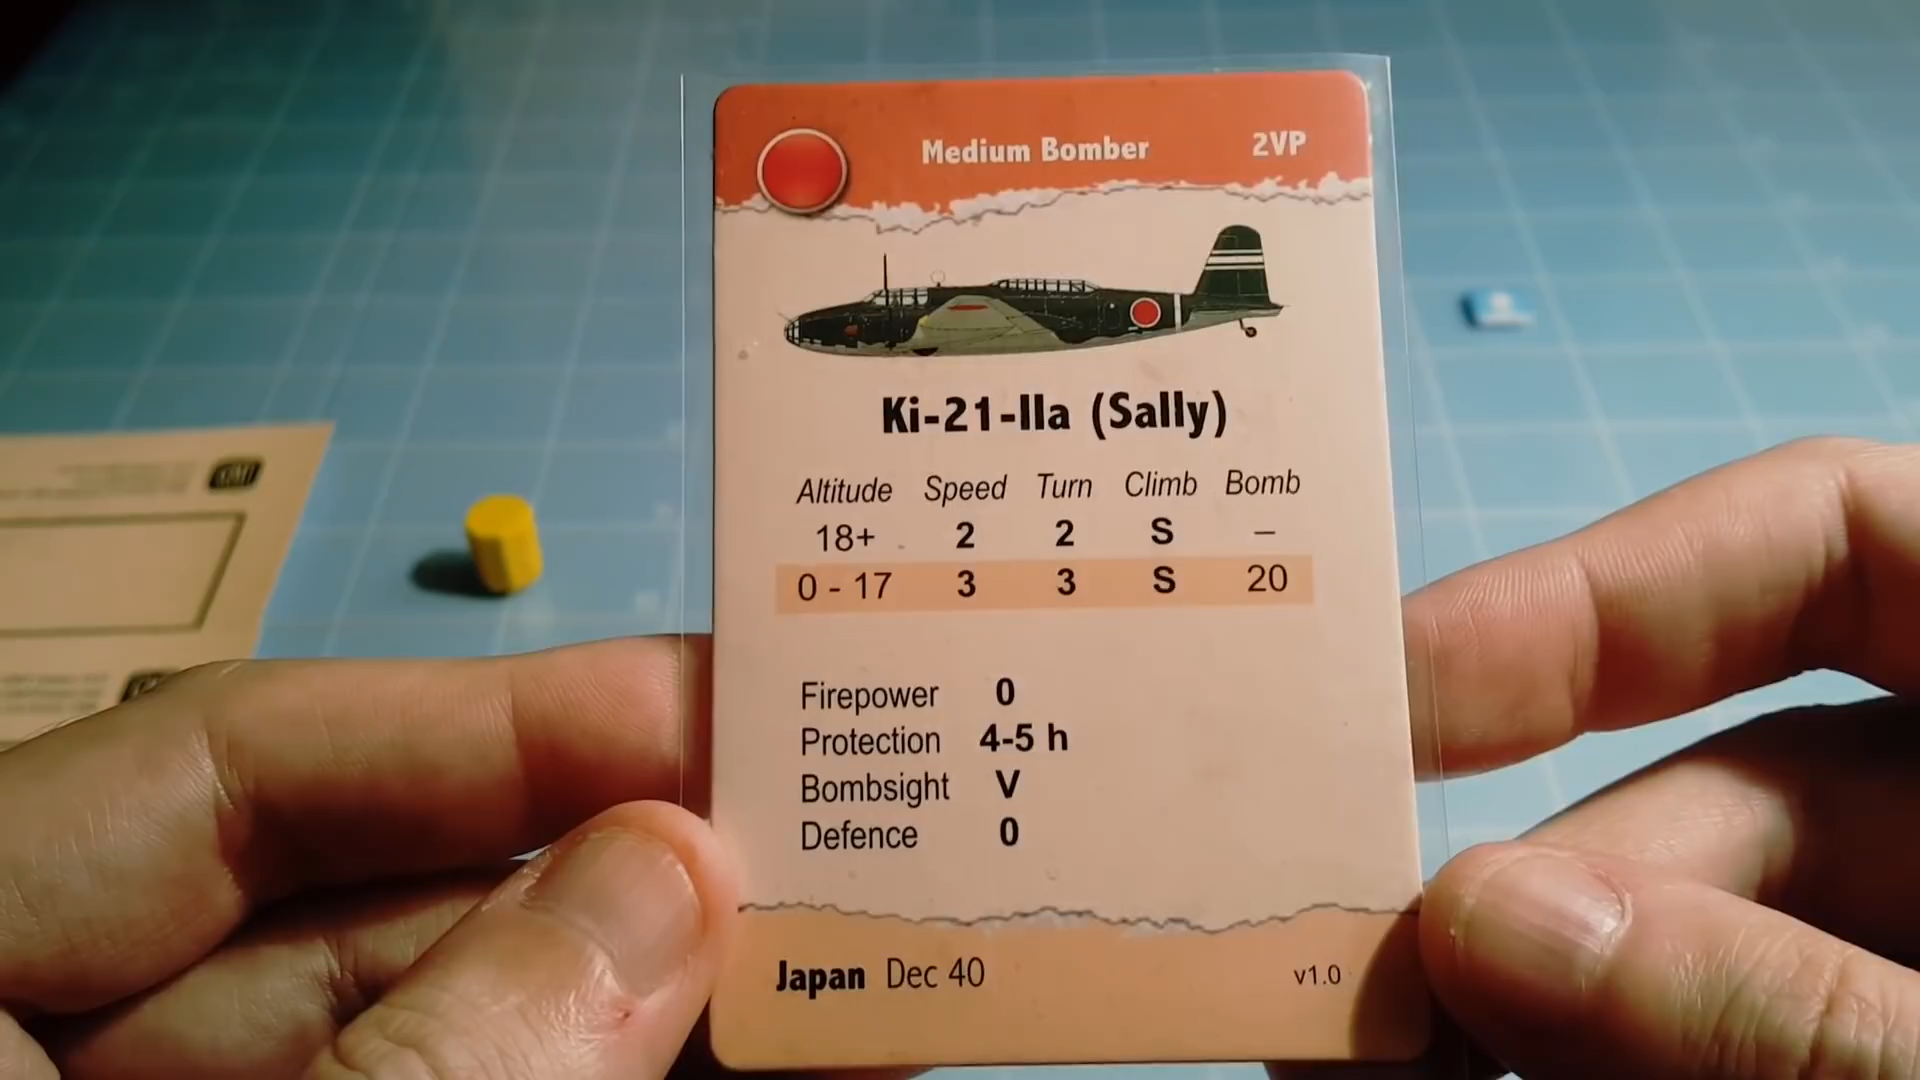 Medium Bomber 2VP
Ki-21-IIa (Sally)
Altitude Speed Turn Climb Bomb
18+ 2 2 S –
0 - 17 3 3 S 20
Firepower 0
Protection 4-5 h
Bombsight V
Defence 0
Japan Dec 40 v1.0